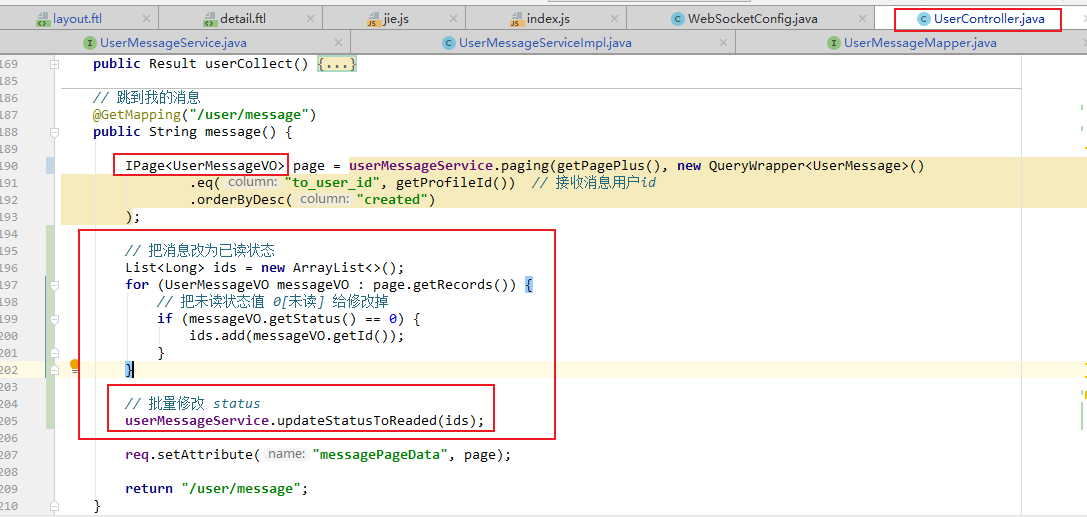 layout.ftl detail.ftl jie.js index.js WebSocketConfig.java UserController.java
UserMessageService.java UserMessageServiceImpl.java UserMessageMapper.java
169 public Result userCollect() {...}
185
186 // 跳到我的消息
187 @GetMapping("/user/message")
188 public String message() {
189
190 IPage<UserMessageVO> page = userMessageService.paging(getPagePlus(), new QueryWrapper<UserMessage>()
191 .eq( column: "to_user_id", getProfileId()) // 接收消息用户id
192 .orderByDesc( column: "created")
193 );
194
195 // 把消息改为已读状态
196 List<Long> ids = new ArrayList<>();
197 for (UserMessageVO messageVO : page.getRecords()) {
198 // 把未读状态值 0[未读] 给修改掉
199 if (messageVO.getStatus() == 0) {
200 ids.add(messageVO.getId());
201 }
202 }
203
204 // 批量修改 status
205 userMessageService.updateStatusToReaded(ids);
206
207 req.setAttribute( name: "messagePageData", page);
208
209 return "/user/message";
210 }